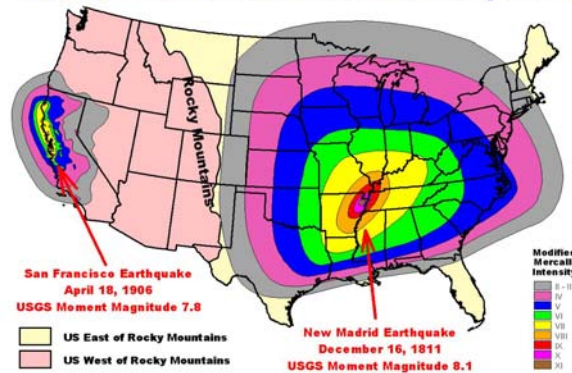 Rocky Mountains
San Francisco Earthquake
April 18, 1906
USGS Moment Magnitude 7.8
US East of Rocky Mountains
US West of Rocky Mountains
New Madrid Earthquake
December 16, 1811
USGS Moment Magnitude 8.1
Modified
Mercalli
Intensity
IV
V
VI
VII
VIII
IX
X
XI